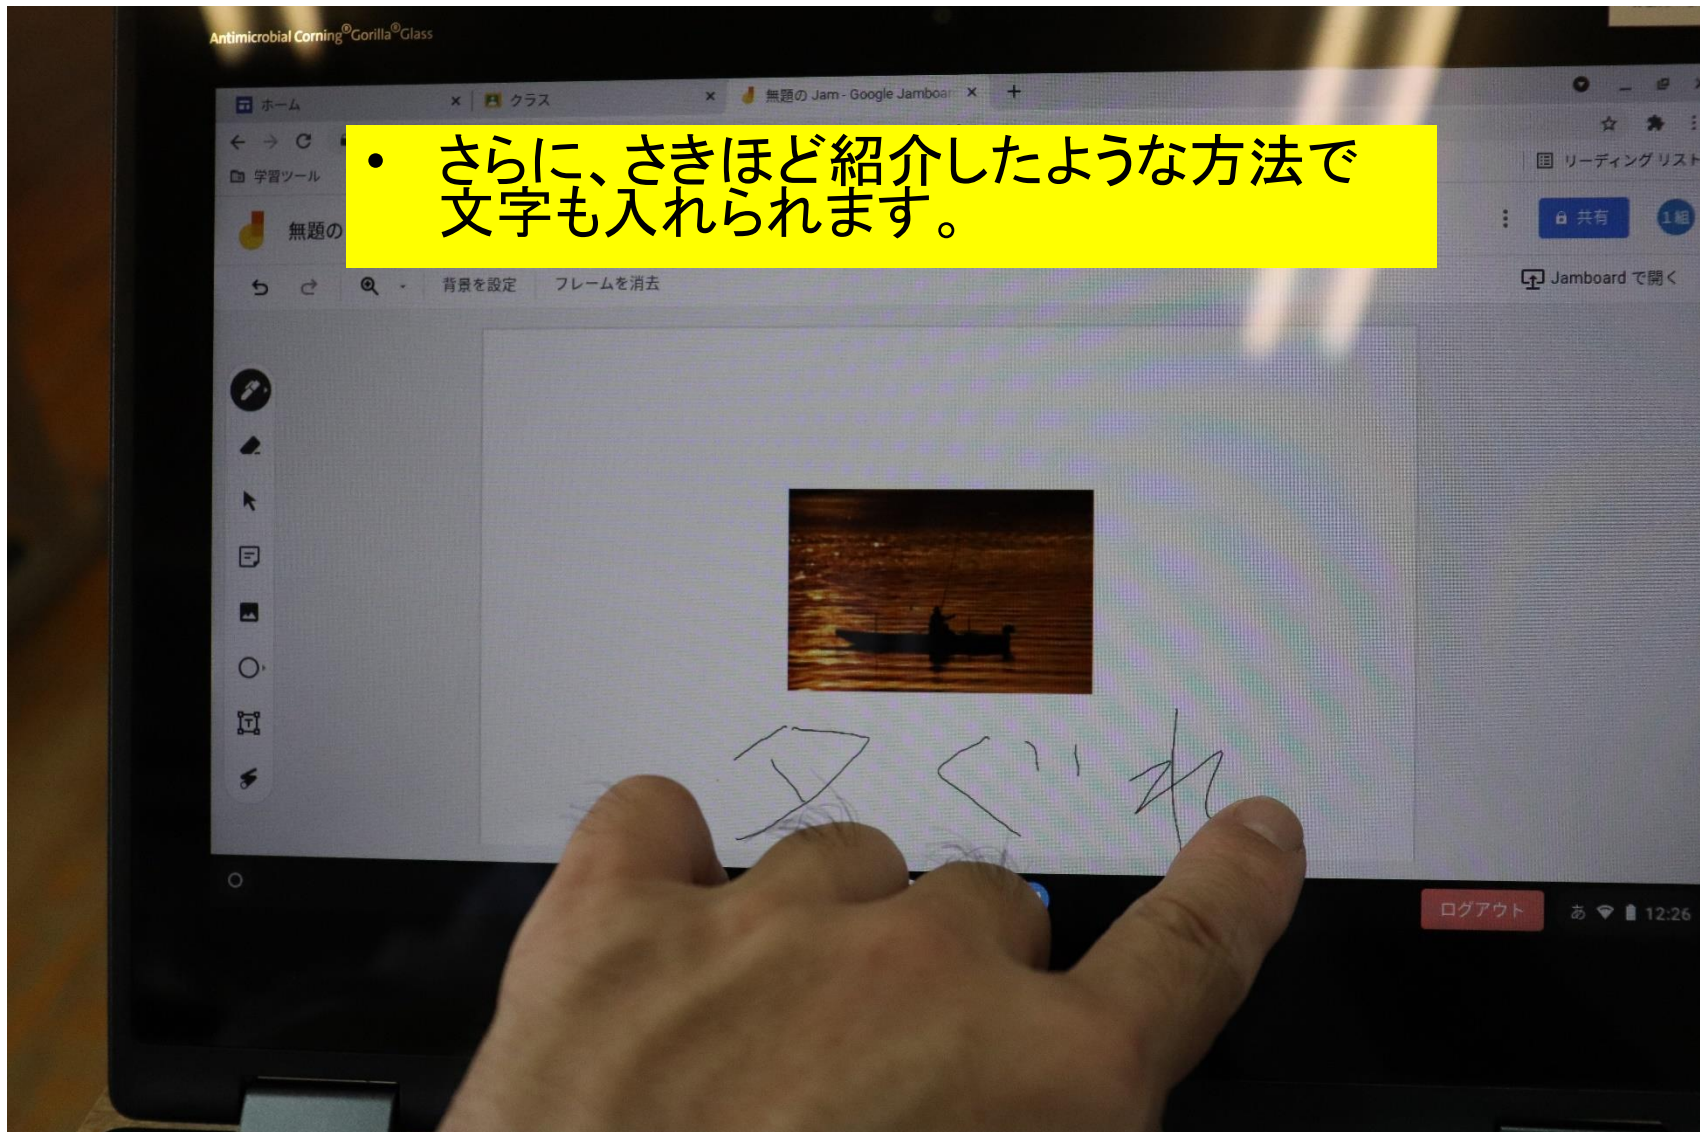 Antimicrobial Corning®Gorilla®Glass
ホーム × クラス × 無題の Jam - Google Jamboar × +
• さらに、さきほど紹介したような方法で
文字も入れられます。
学習ツール
リーディング リスト
無題の
共有
1組
背景を設定 フレームを消去
Jamboard で開く
夕ぐれ
ログアウト
あ 12:26